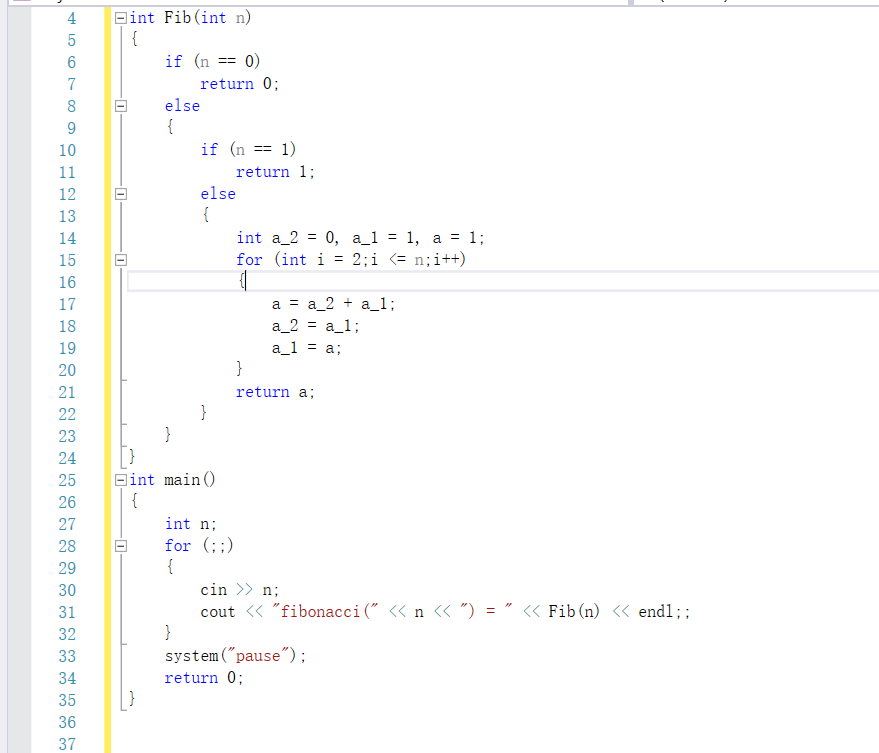 4 int Fib(int n)
5 {
6 if (n == 0)
7 return 0;
8 else
9 {
10 if (n == 1)
11 return 1;
12 else
13 {
14 int a_2 = 0, a_1 = 1, a = 1;
15 for (int i = 2;i <= n;i++)
16 {
17 a = a_2 + a_1;
18 a_2 = a_1;
19 a_1 = a;
20 }
21 return a;
22 }
23 }
24 }
25 int main()
26 {
27 int n;
28 for (;;)
29 {
30 cin >> n;
31 cout << "fibonacci(" << n << ") = " << Fib(n) << endl;;
32 }
33 system("pause");
34 return 0;
35 }
36
37